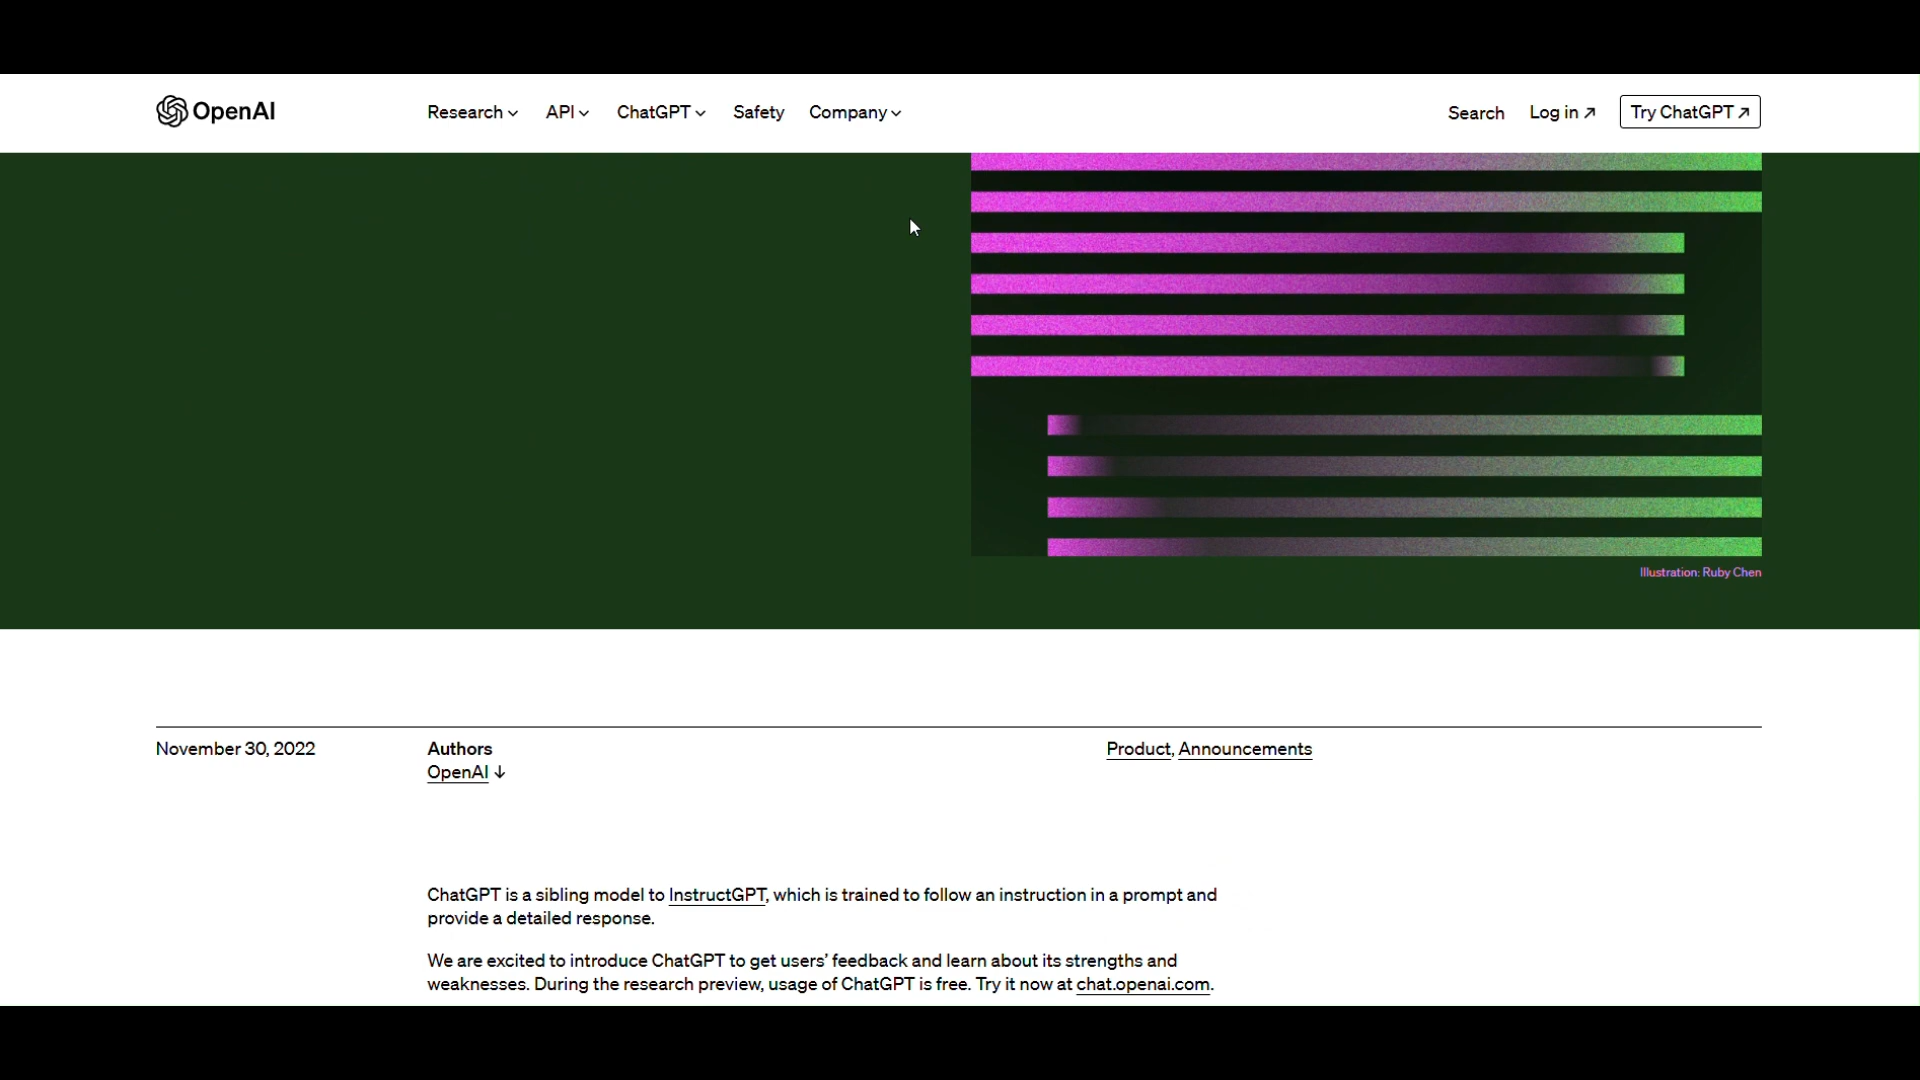 OpenAI
Research API ChatGPT Safety Company
Search Log in ↗ Try ChatGPT ↗
Illustration: Ruby Chen
November 30, 2022
Authors
OpenAI ↓
Product, Announcements
ChatGPT is a sibling model to InstructGPT, which is trained to follow an instruction in a prompt and
provide a detailed response.
We are excited to introduce ChatGPT to get users’ feedback and learn about its strengths and
weaknesses. During the research preview, usage of ChatGPT is free. Try it now at chat.openai.com.